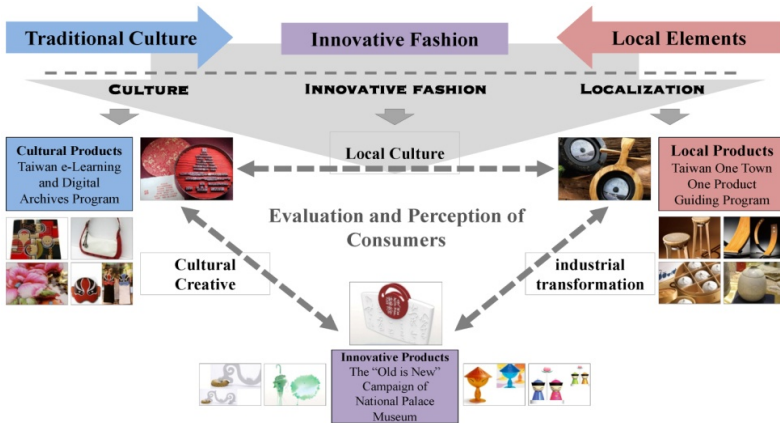 Traditional Culture
Innovative Fashion
Local Elements
CULTURE
INNOVATIVE FASHION
LOCALIZATION
Cultural Products
Taiwan e-Learning
and Digital
Archives Program
Local Culture
Local Products
Taiwan One Town
One Product
Guiding Program
Evaluation and Perception of
Consumers
Cultural
Creative
industrial
transformation
Innovative Products
The “Old is New”
Campaign of
National Palace
Museum